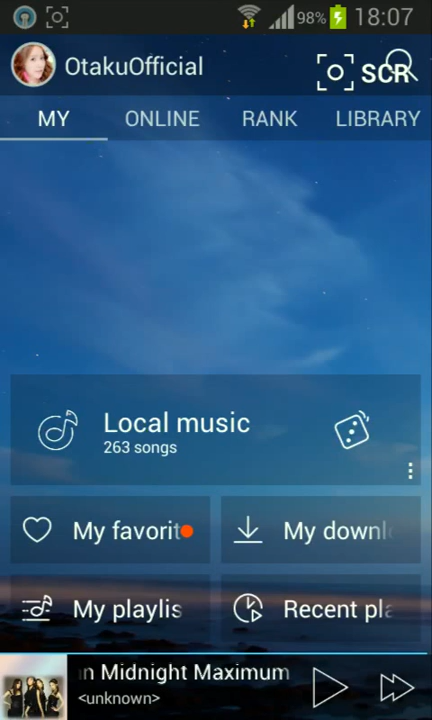 98% 18:07
OtakuOfficial
SCR
MY ONLINE RANK LIBRARY
Local music
263 songs
My favorit
My downl
My playlis
Recent pla
n Midnight Maximum
<unknown>